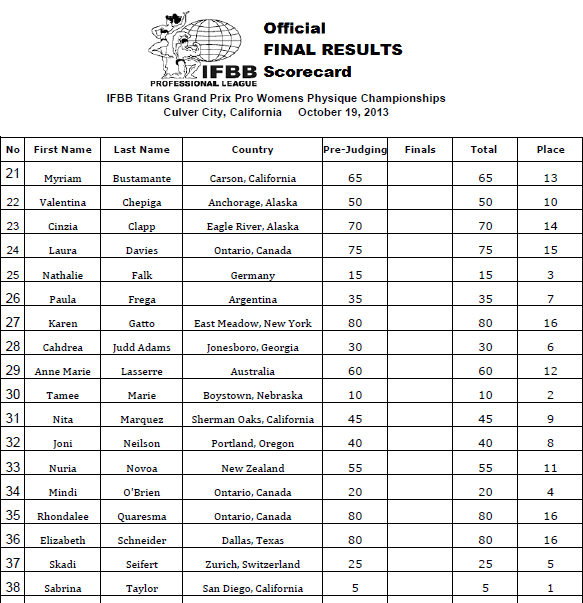 Official
FINAL RESULTS
Scorecard
IFBB
PROFESSIONAL LEAGUE
IFBB Titans Grand Prix Pro Womens Physique Championships
Culver City, California October 19, 2013
No First Name Last Name Country Pre-Judging Finals Total Place
21 Myriam Bustamante Carson, California 65 65 13
22 Valentina Chepiga Anchorage, Alaska 50 50 10
23 Cinzia Clapp Eagle River, Alaska 70 70 14
24 Laura Davies Ontario, Canada 75 75 15
25 Nathalie Falk Germany 15 15 3
26 Paula Frega Argentina 35 35 7
27 Karen Gatto East Meadow, New York 80 80 16
28 Cahdrea Judd Adams Jonesboro, Georgia 30 30 6
29 Anne Marie Lasserre Australia 60 60 12
30 Tamee Marie Boystown, Nebraska 10 10 2
31 Nita Marquez Sherman Oaks, California 45 45 9
32 Joni Neilson Portland, Oregon 40 40 8
33 Nuria Novoa New Zealand 55 55 11
34 Mindi O'Brien Ontario, Canada 20 20 4
35 Rhondalee Quaresma Ontario, Canada 80 80 16
36 Elizabeth Schneider Dallas, Texas 80 80 16
37 Skadi Seifert Zurich, Switzerland 25 25 5
38 Sabrina Taylor San Diego, California 5 5 1